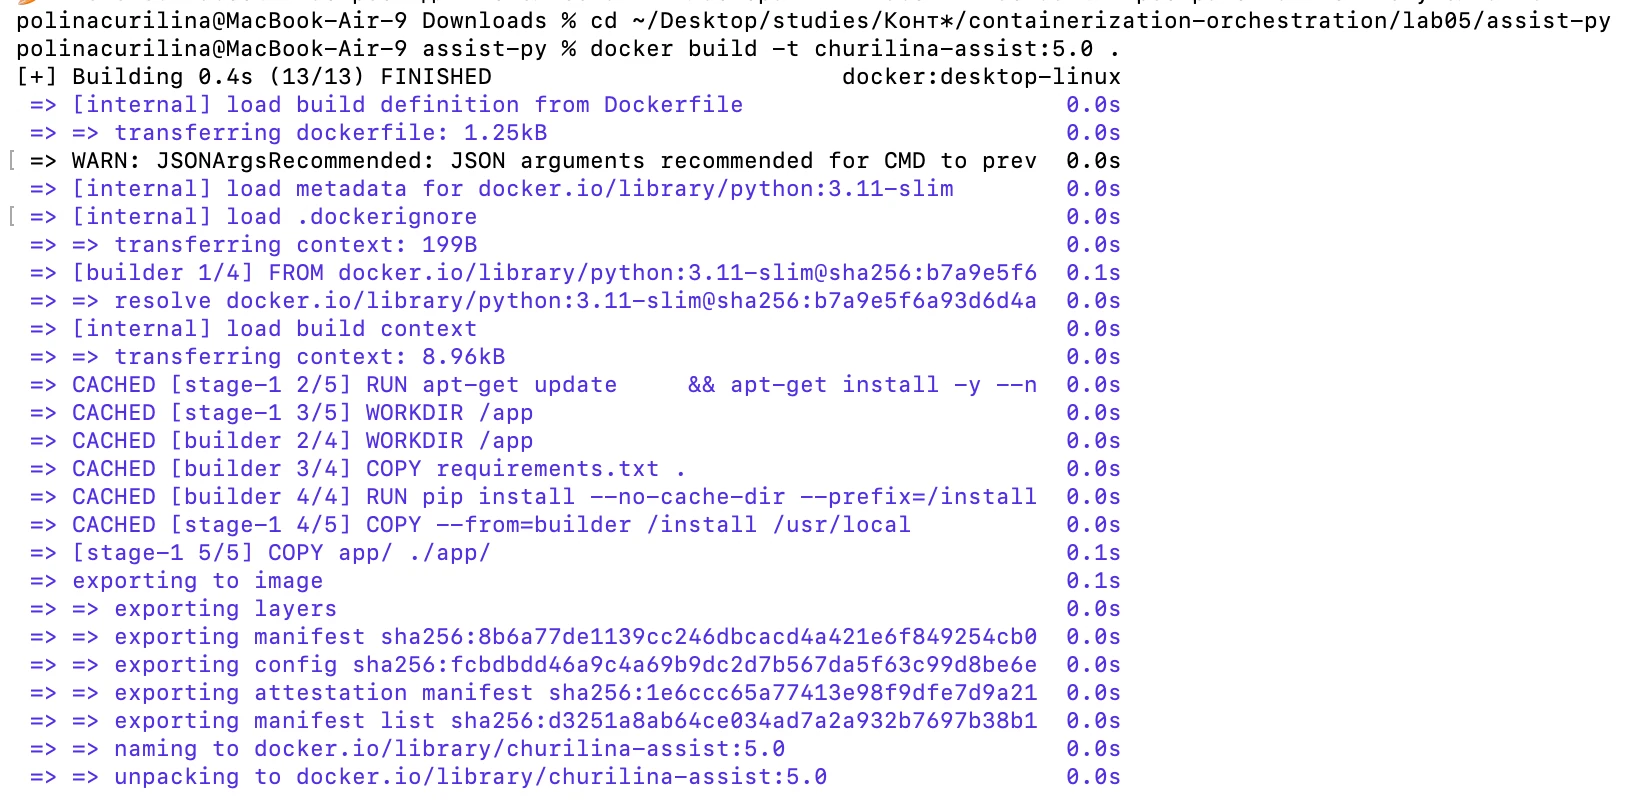 polinacurilina@MacBook-Air-9 Downloads % cd ~/Desktop/studies/Конт*/containerization-orchestration/lab05/assist-py
polinacurilina@MacBook-Air-9 assist-py % docker build -t churilina-assist:5.0 .
[+] Building 0.4s (13/13) FINISHED docker:desktop-linux
=> [internal] load build definition from Dockerfile 0.0s
=> => transferring dockerfile: 1.25kB 0.0s
[ => WARN: JSONArgsRecommended: JSON arguments recommended for CMD to prev 0.0s
=> [internal] load metadata for docker.io/library/python:3.11-slim 0.0s
[ => [internal] load .dockerignore 0.0s
=> => transferring context: 199B 0.0s
=> [builder 1/4] FROM docker.io/library/python:3.11-slim@sha256:b7a9e5f6 0.1s
=> => resolve docker.io/library/python:3.11-slim@sha256:b7a9e5f6a93d6d4a 0.0s
=> [internal] load build context 0.0s
=> => transferring context: 8.96kB 0.0s
=> CACHED [stage-1 2/5] RUN apt-get update     && apt-get install -y --n 0.0s
=> CACHED [stage-1 3/5] WORKDIR /app 0.0s
=> CACHED [builder 2/4] WORKDIR /app 0.0s
=> CACHED [builder 3/4] COPY requirements.txt . 0.0s
=> CACHED [builder 4/4] RUN pip install --no-cache-dir --prefix=/install 0.0s
=> CACHED [stage-1 4/5] COPY --from=builder /install /usr/local 0.0s
=> [stage-1 5/5] COPY app/ ./app/ 0.1s
=> exporting to image 0.1s
=> => exporting layers 0.0s
=> => exporting manifest sha256:8b6a77de1139cc246dbcacd4a421e6f849254cb0 0.0s
=> => exporting config sha256:fcbdbdd46a9c4a69b9dc2d7b567da5f63c99d8be6e 0.0s
=> => exporting attestation manifest sha256:1e6ccc65a77413e98f9dfe7d9a21 0.0s
=> => exporting manifest list sha256:d3251a8ab64ce034ad7a2a932b7697b38b1 0.0s
=> => naming to docker.io/library/churilina-assist:5.0 0.0s
=> => unpacking to docker.io/library/churilina-assist:5.0 0.0s